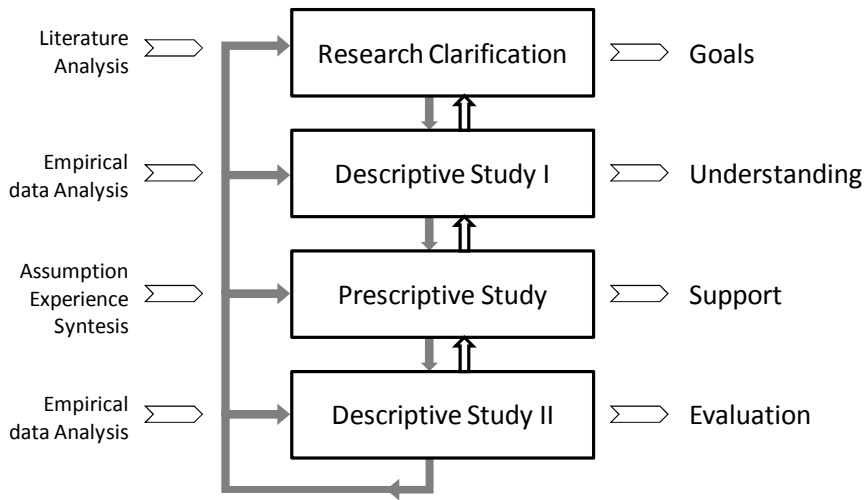 Literature
Analysis
Research Clarification
Goals
Empirical
data Analysis
Descriptive Study I
Understanding
Assumption
Experience
Syntesis
Prescriptive Study
Support
Empirical
data Analysis
Descriptive Study II
Evaluation